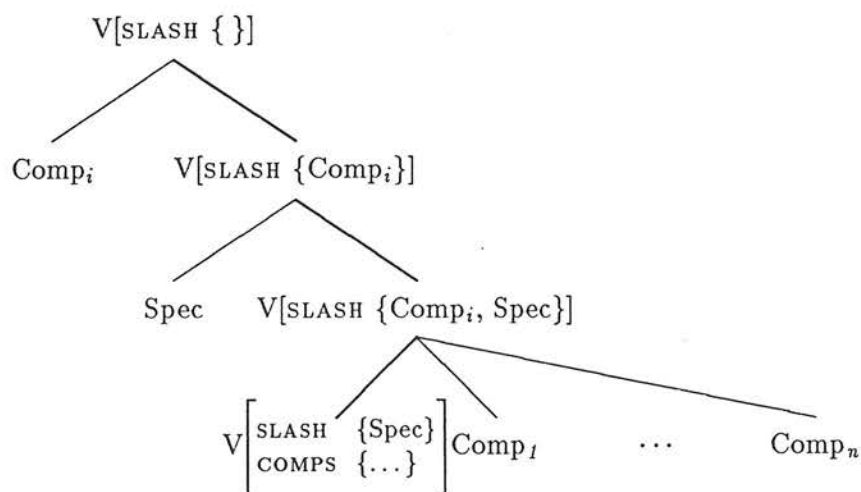 V[SLASH { }]
Comp_i V[SLASH {Comp_i}]
Spec V[SLASH {Comp_i, Spec}]
V[SLASH {Spec}
COMPS {...}] Comp_1 ... Comp_n